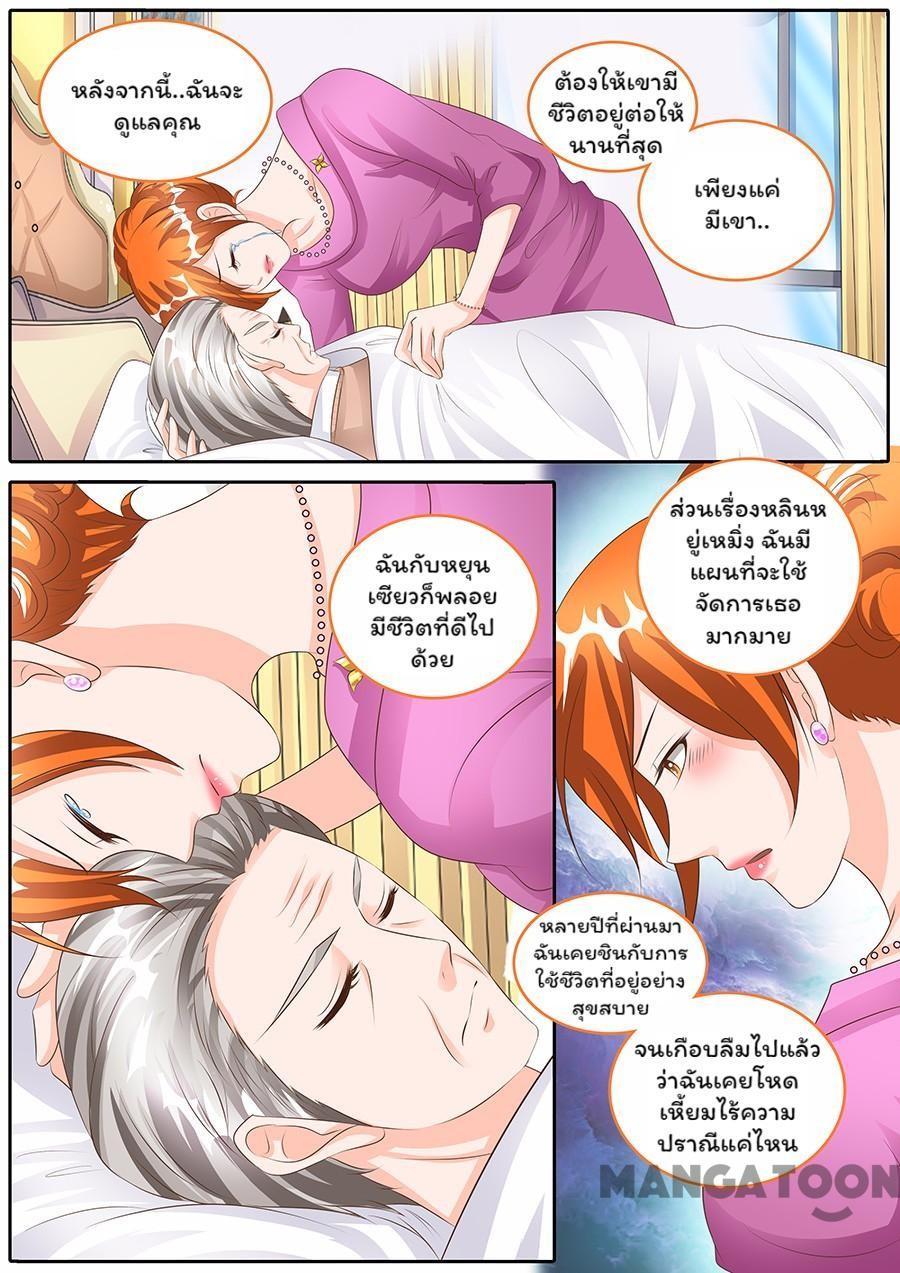 หลังจากนี้..ฉันจะ
ดูแลคุณ
ต้องให้เขามี
ชีวิตอยู่ต่อให้
นานที่สุด
เพียงแค่
มีเขา..
ฉันกับหยุน
เซียวก็พลอย
มีชีวิตที่ดีไป
ด้วย
ส่วนเรื่องหลินห
ยู่เหมิ่ง ฉันมี
แผนที่จะใช้
จัดการเธอ
มากมาย
หลายปีที่ผ่านมา
ฉันเคยชินกับการ
ใช้ชีวิตที่อยู่อย่าง
สุขสบาย
จนเกือบลืมไปแล้ว
ว่าฉันเคยโหด
เหี้ยมไร้ความ
ปราณีแค่ไหน
MANGATOON